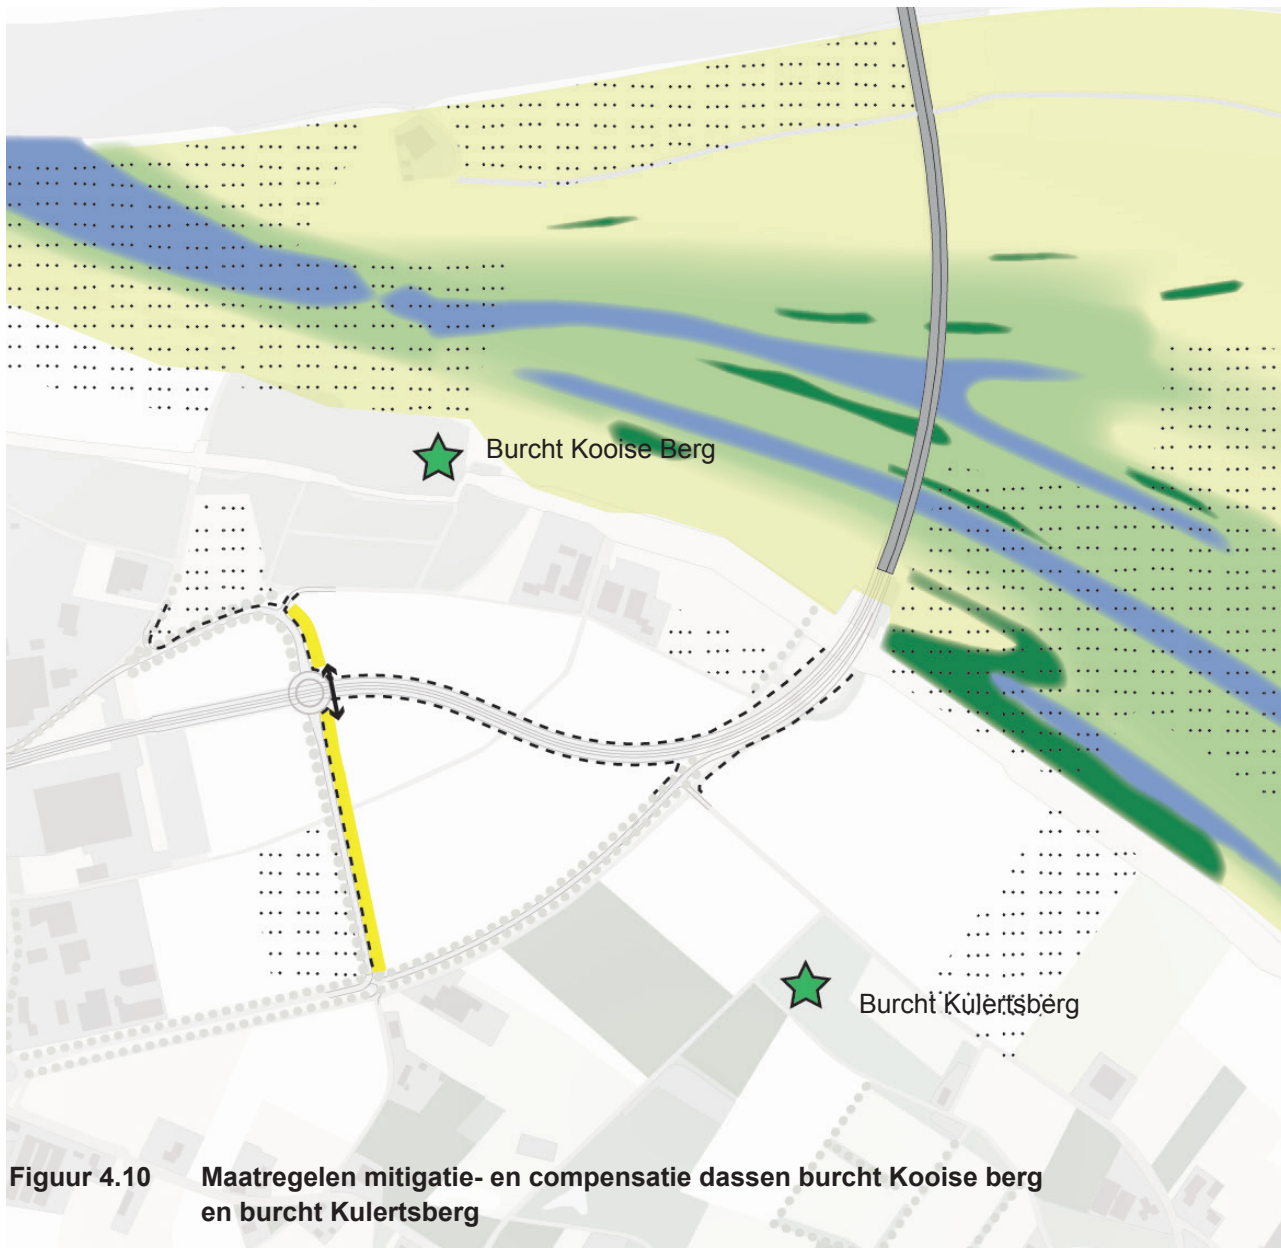 Burcht Kooise Berg
Burcht Kulertsberg
Figuur 4.10 Maatregelen mitigatie- en compensatie dassen burcht Kooise berg
en burcht Kulertsberg